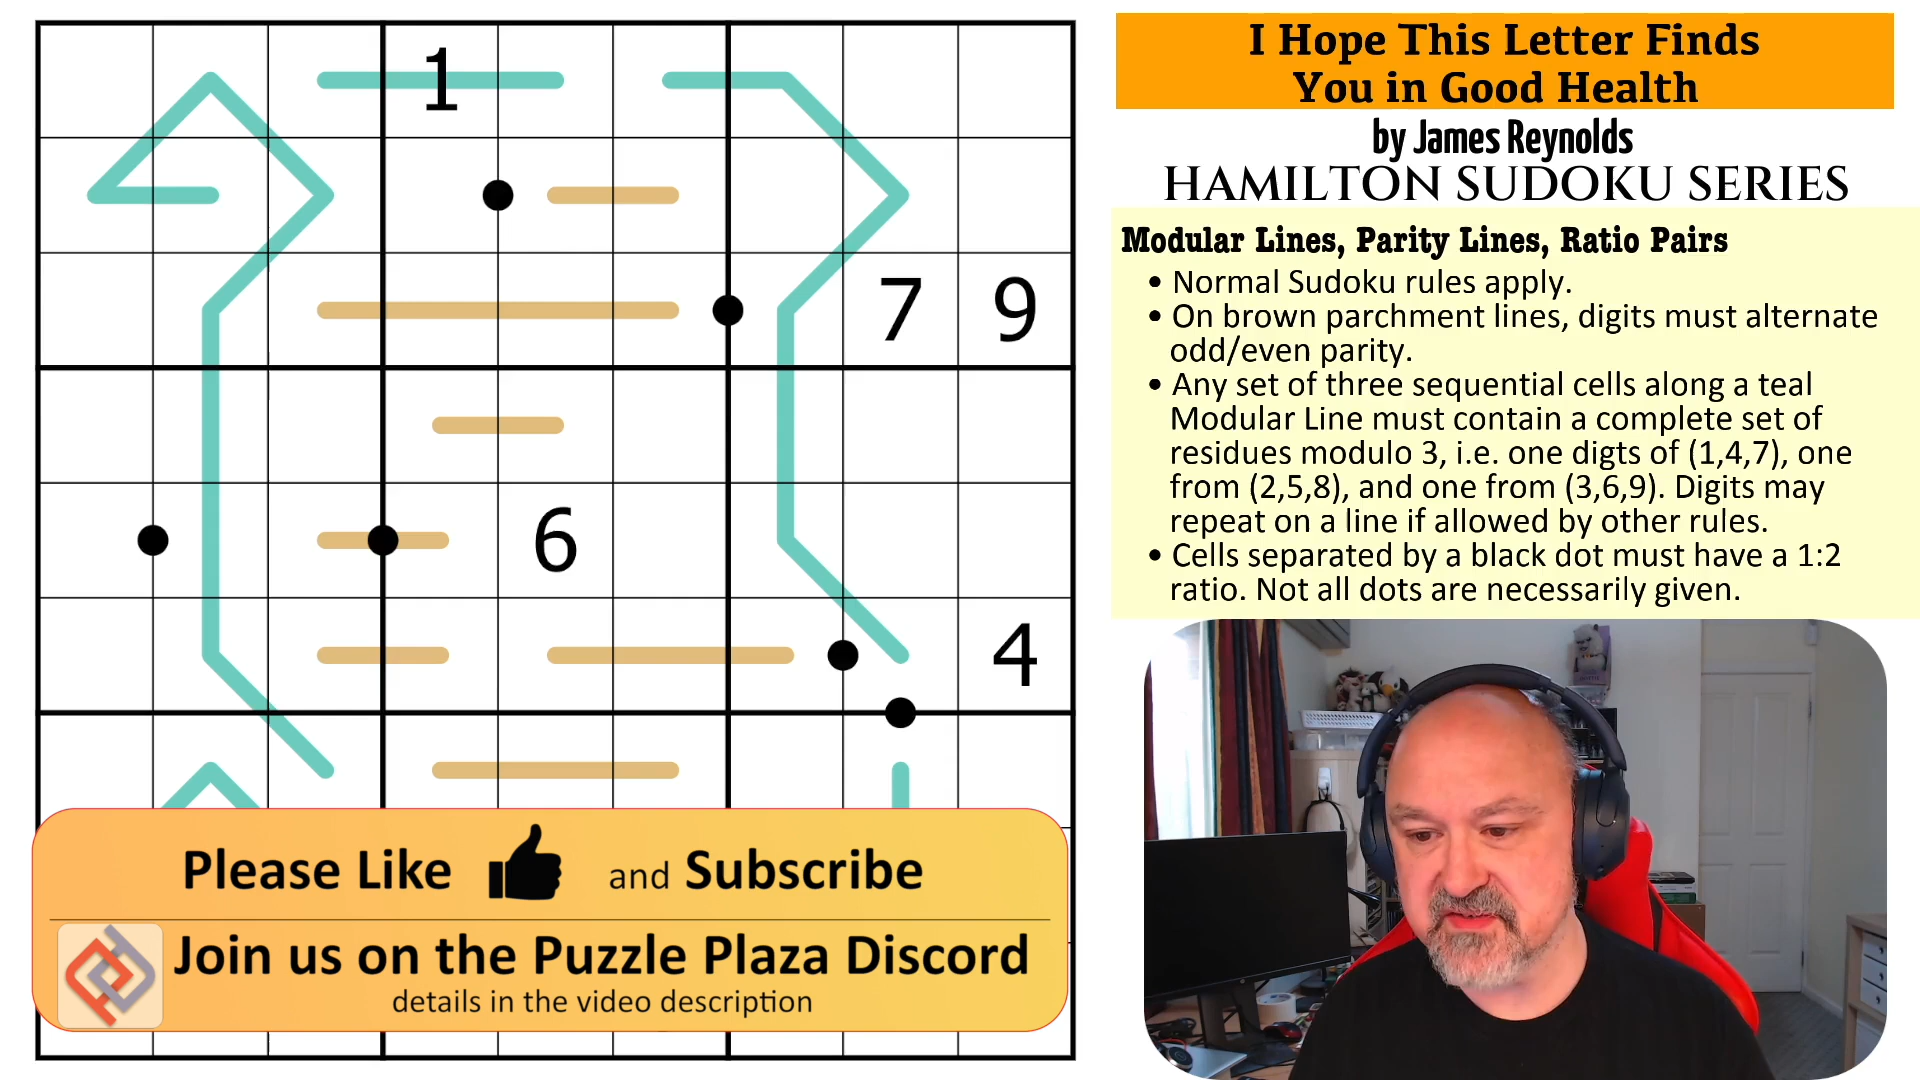 I Hope This Letter Finds
You in Good Health
by James Reynolds
HAMILTON SUDOKU SERIES
Modular Lines, Parity Lines, Ratio Pairs
• Normal Sudoku rules apply.
• On brown parchment lines, digits must alternate
odd/even parity.
• Any set of three sequential cells along a teal
Modular Line must contain a complete set of
residues modulo 3, i.e. one digts of (1,4,7), one
from (2,5,8), and one from (3,6,9). Digits may
repeat on a line if allowed by other rules.
• Cells separated by a black dot must have a 1:2
ratio. Not all dots are necessarily given.
1
7 9
6
4
Please Like and Subscribe
Join us on the Puzzle Plaza Discord
details in the video description